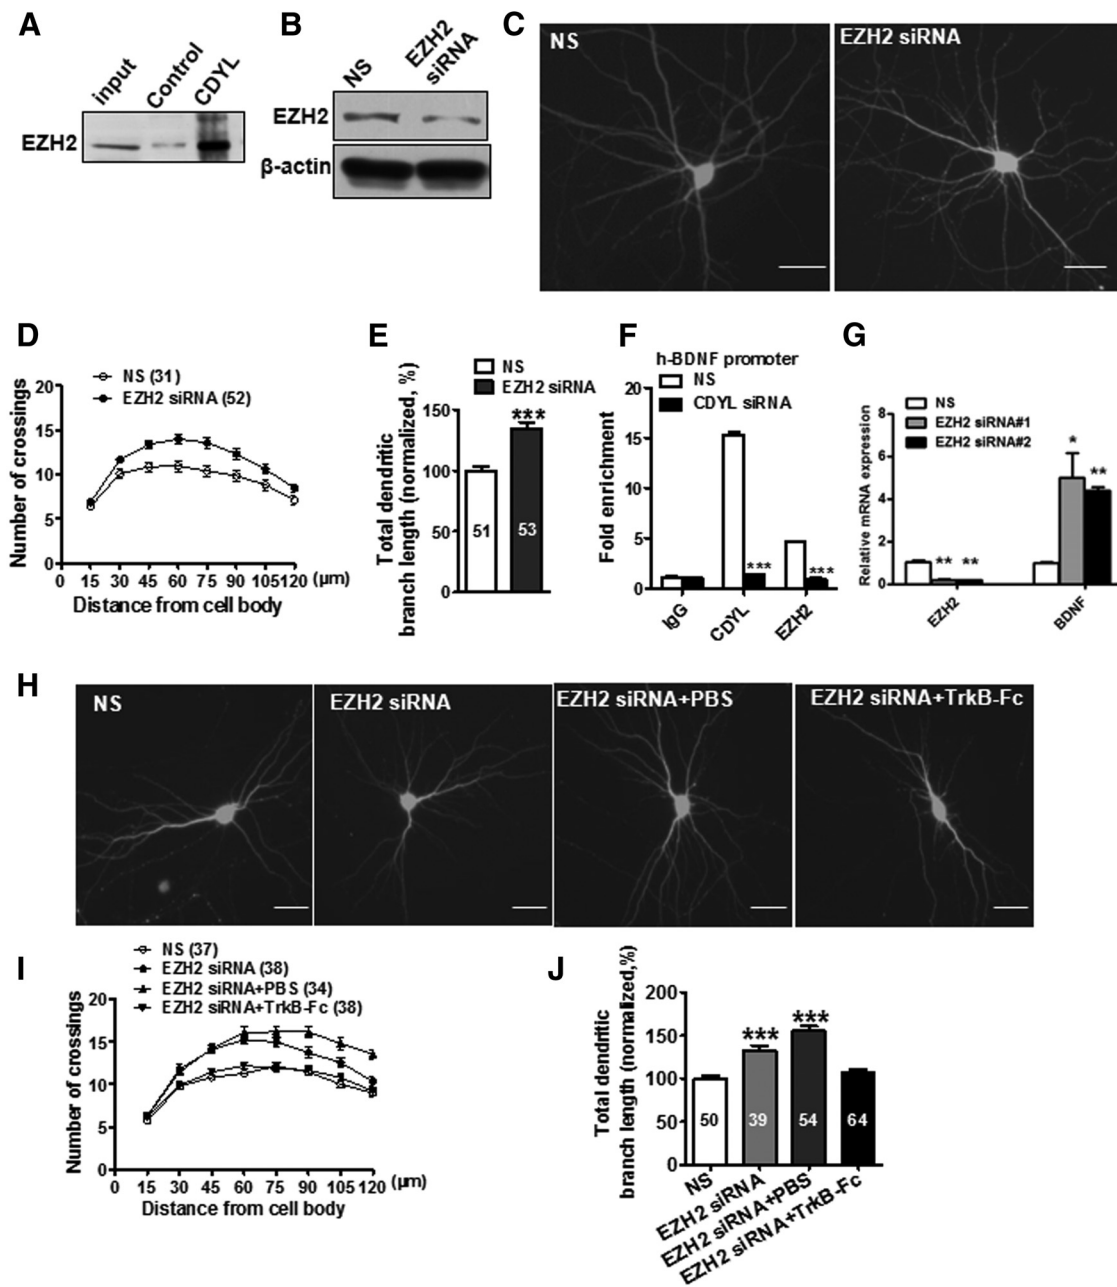 A
input
Control
CDYL
EZH2
B
NS
EZH2
siRNA
EZH2
β-actin
C
NS
EZH2 siRNA
D
NS (31)
EZH2 siRNA (52)
Number of crosssings
20
15
10
5
0
0 15 30 45 60 75 90 105 120 (μm)
Distance from cell body
E
NS
EZH2 siRNA
Total dendritic
branch length (normalized, %)
150
100
50
0
***
51
53
F
h-BDNF promoter
NS
CDYL siRNA
Fold enrichment
20
15
10
5
0
***
***
IgG
CDYL
EZH2
G
NS
EZH2 siRNA#1
EZH2 siRNA#2
Relative mRNA expression
8
6
4
2
0
** **
*
**
EZH2
BDNF
H
NS
EZH2 siRNA
EZH2 siRNA+PBS
EZH2 siRNA+TrkB-Fc
I
NS (37)
EZH2 siRNA (38)
EZH2 siRNA+PBS (34)
EZH2 siRNA+TrkB-Fc (38)
Number of crossings
20
15
10
5
0
0 15 30 45 60 75 90 105 120 (μm)
Distance from cell body
J
Total dendritic
branch length (normalized,%)
200
150
100
50
0
***
***
50
39
54
64
NS
EZH2 siRNA
EZH2 siRNA+PBS
EZH2 siRNA+TrkB-Fc